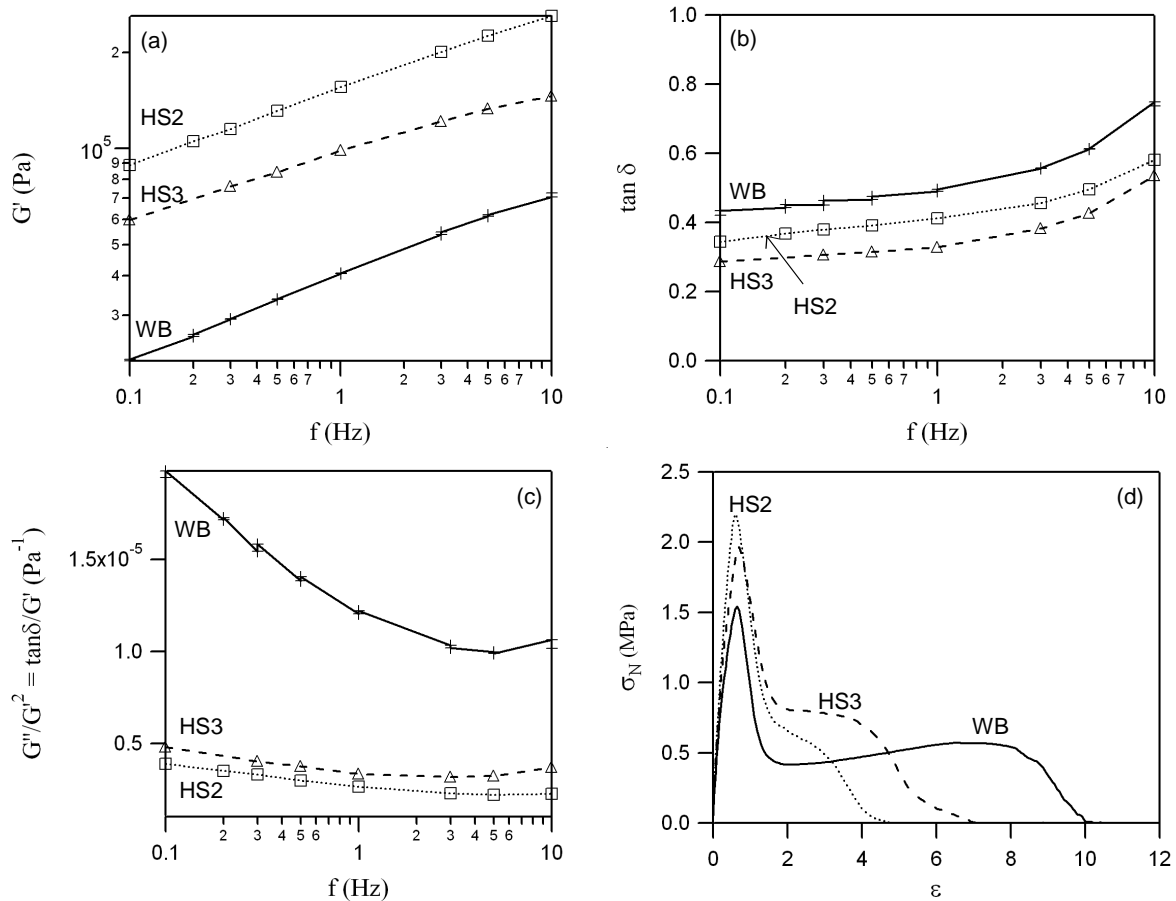 (a)
2
HS2
10^5
9
8
7
6
5
4
3
HS3
WB
G' (Pa)
0.1 2 3 4 5 6 7 1 2 3 4 5 6 7 10
f (Hz)
(b)
1.0
0.8
0.6
0.4
0.2
0.0
WB
HS3
HS2
tan δ
0.1 2 3 4 5 6 7 1 2 3 4 5 6 7 10
f (Hz)
(c)
WB
1.5x10^-5
1.0
0.5
HS3
HS2
G''/G'^2 = tanδ/G' (Pa^-1)
0.1 2 3 4 5 6 1 2 3 4 5 6 10
f (Hz)
(d)
2.5
2.0
1.5
1.0
0.5
0.0
HS2
HS3
WB
σN (MPa)
0 2 4 6 8 10 12
ε